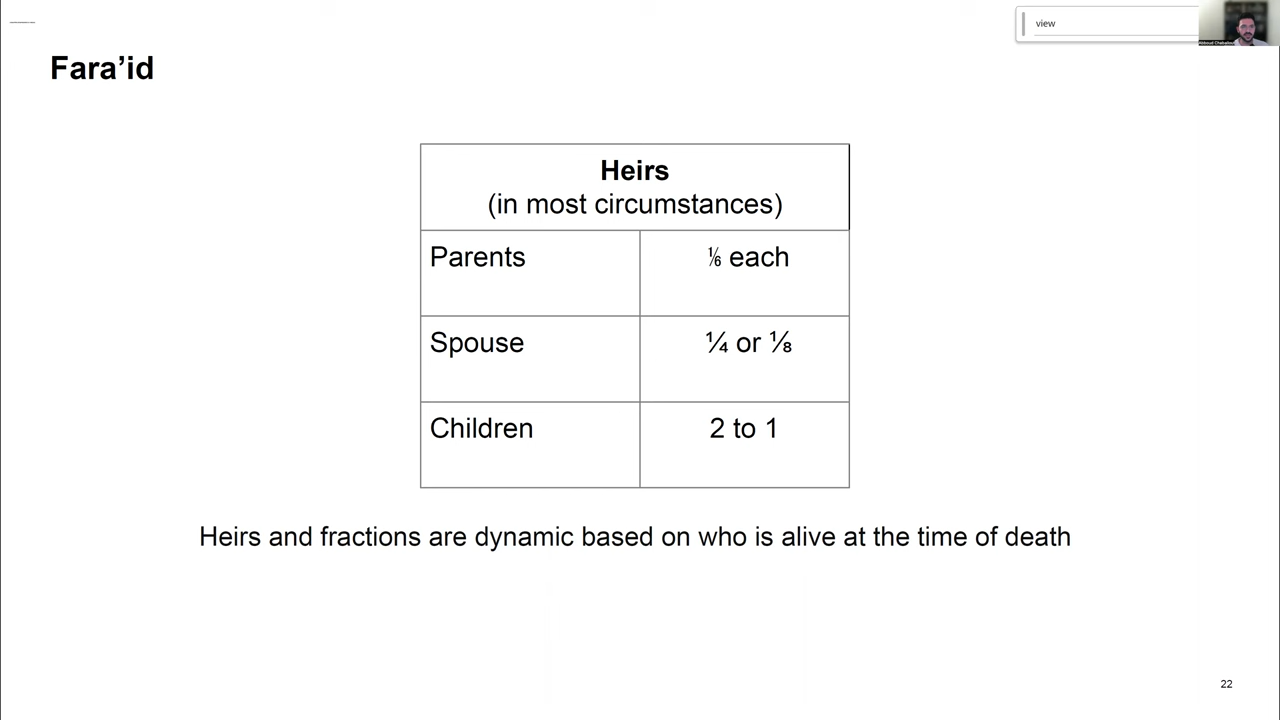 view
Fara’id
Heirs
(in most circumstances)
Parents
⅙ each
Spouse
¼ or ⅛
Children
2 to 1
Heirs and fractions are dynamic based on who is alive at the time of death
22